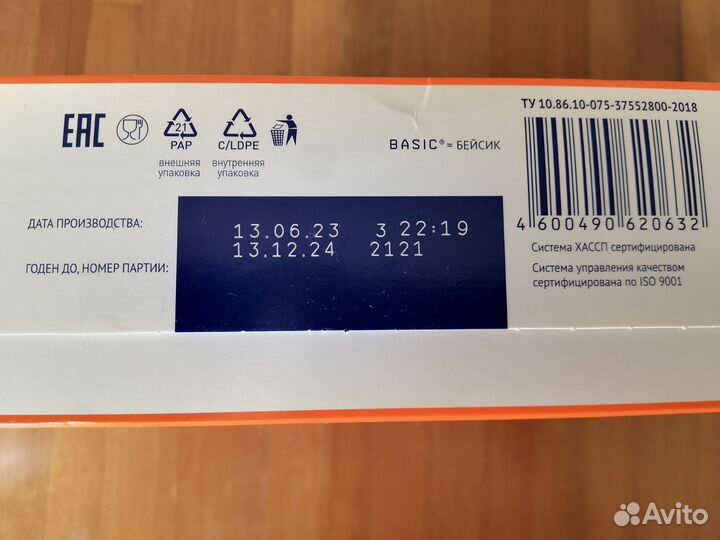 ТУ 10.86.10-075-37552800-2018
EAC
21
PAP
внешняя
упаковка
C/LDPE
внутренняя
упаковка
BASIC® = БЕЙСИК
4 600490 620632
ДАТА ПРОИЗВОДСТВА:
13.06.23 3 22:19
13.12.24 2121
ГОДЕН ДО, НОМЕР ПАРТИИ:
Система ХАССП сертифицирована
Система управления качеством
сертифицирована по ISO 9001
Avito